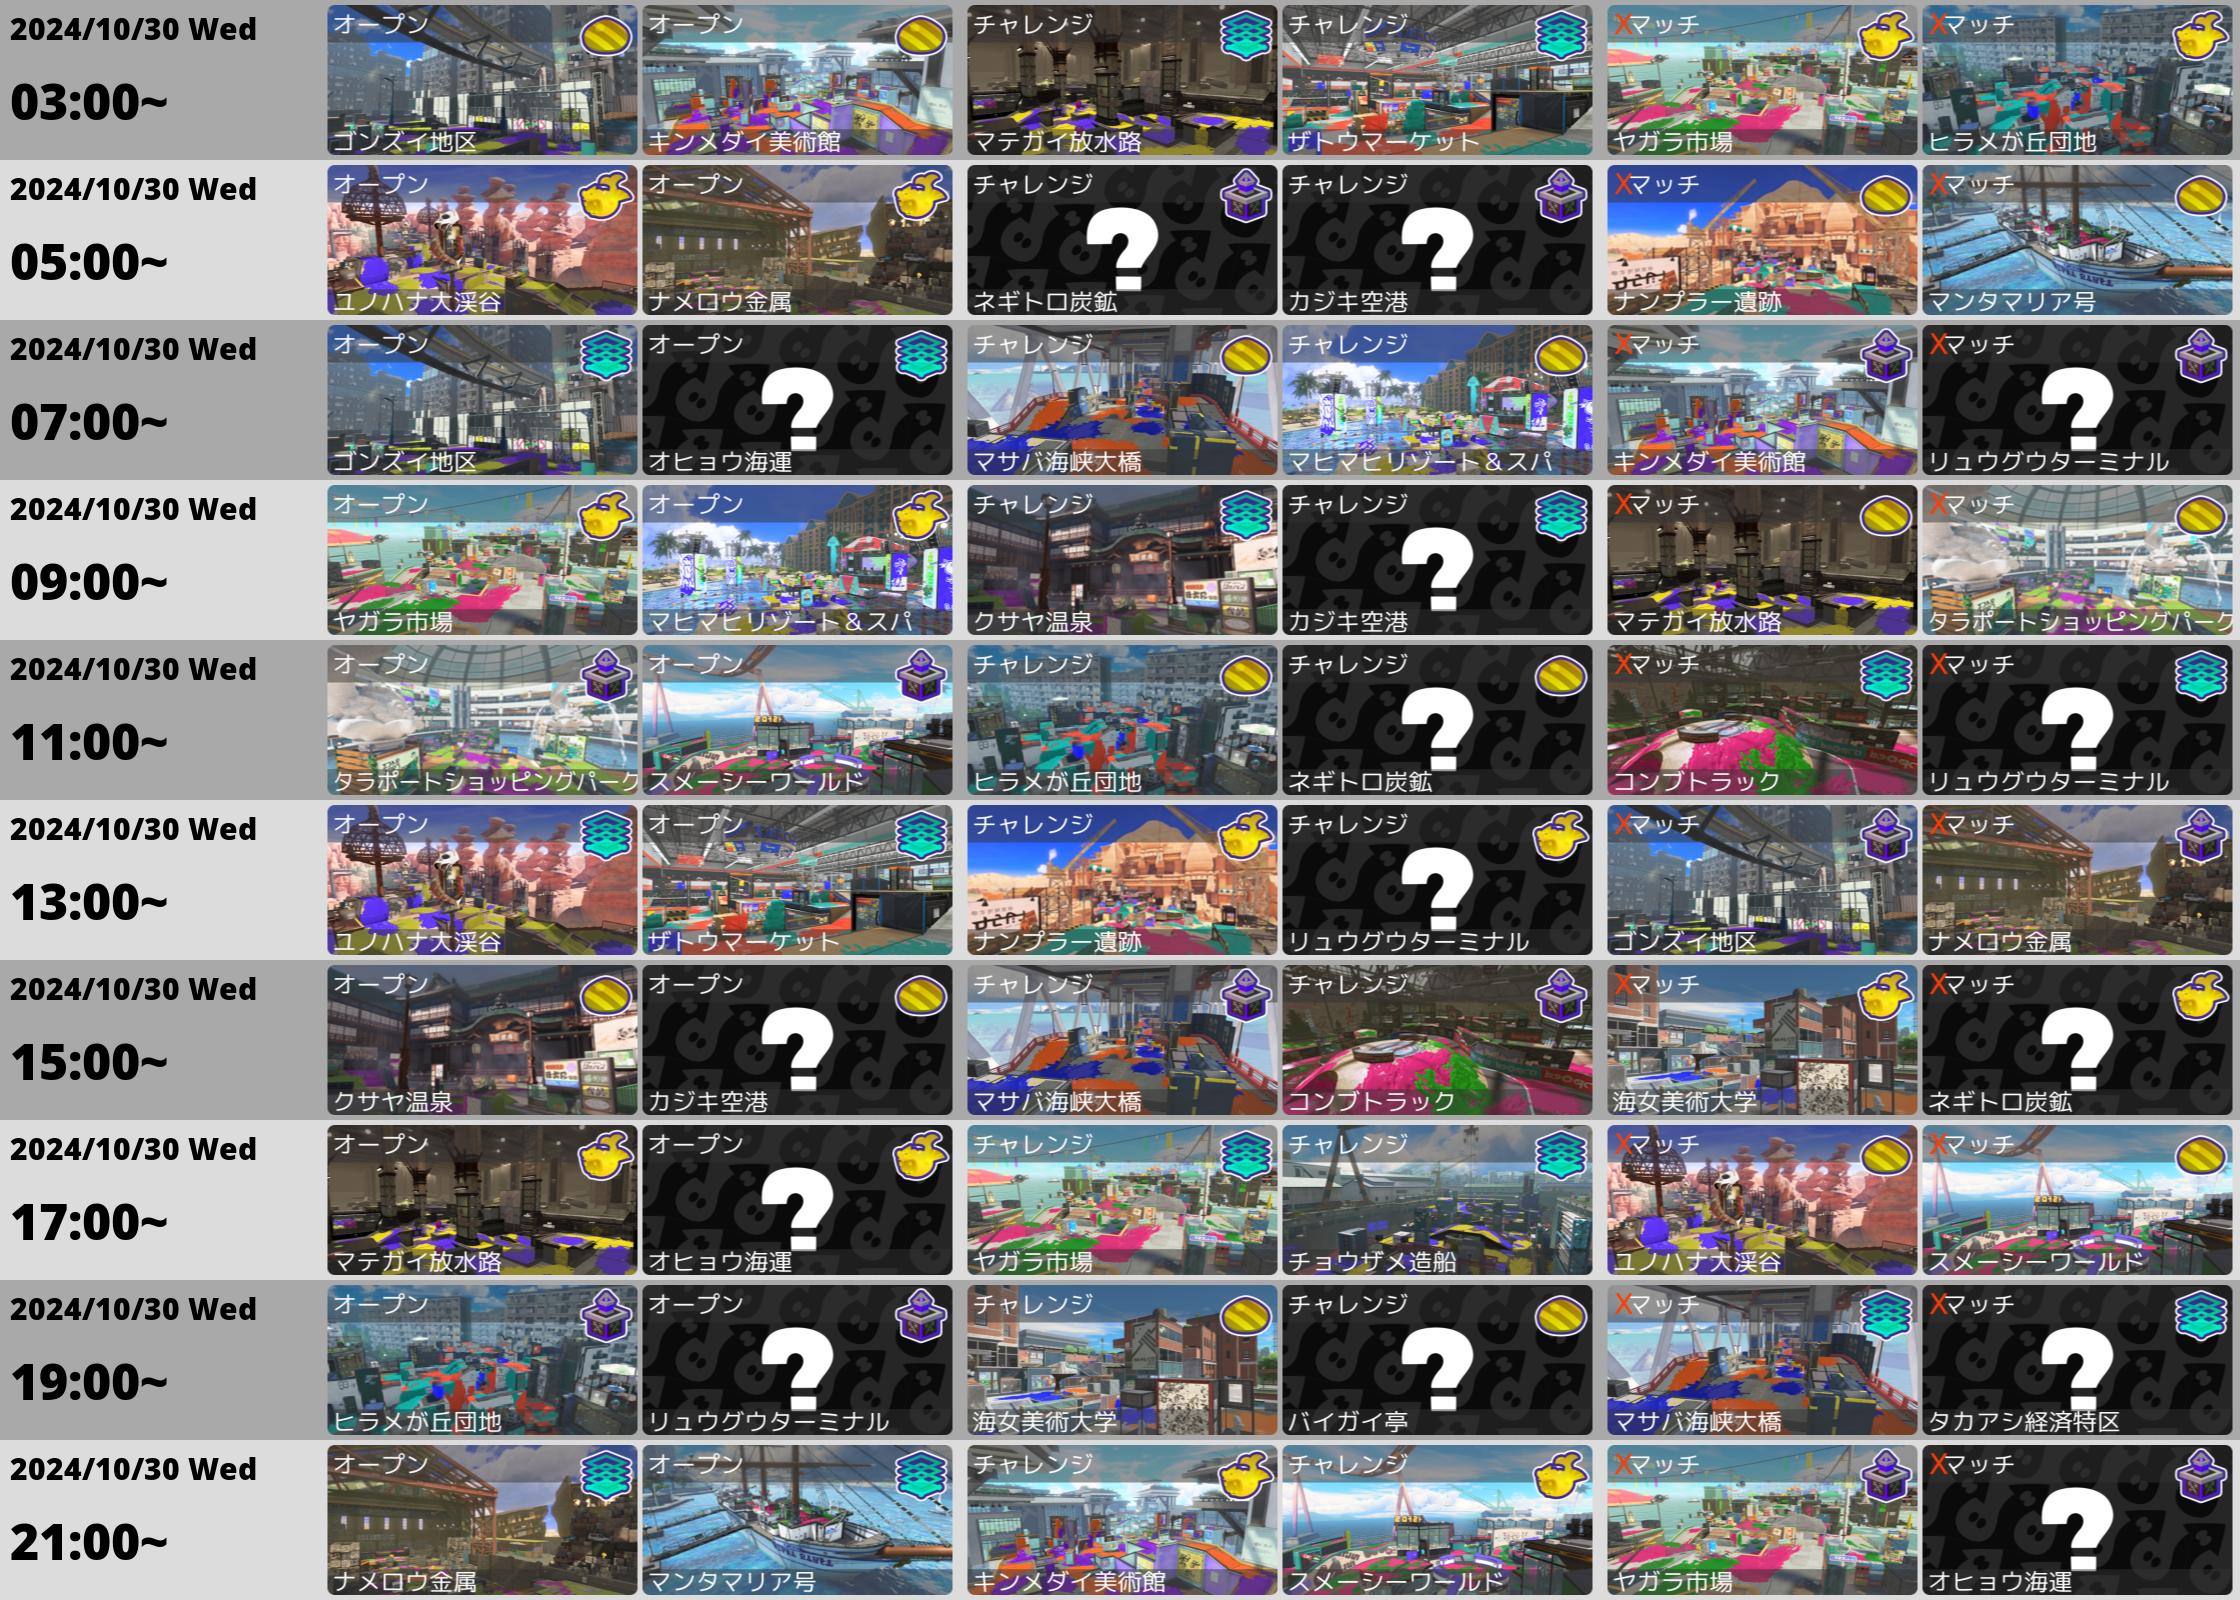 2024/10/30 Wed
03:00~
オープン
ゴンズイ地区
オープン
キンメダイ美術館
チャレンジ
マテガイ放水路
チャレンジ
ザトウマーケット
Xマッチ
ヤガラ市場
Xマッチ
ヒラメが丘団地
2024/10/30 Wed
05:00~
オープン
ユノハナ大渓谷
オープン
ナメロウ金属
チャレンジ
?
ネギトロ炭鉱
チャレンジ
?
カジキ空港
Xマッチ
ナンプラー遺跡
Xマッチ
マンタマリア号
2024/10/30 Wed
07:00~
オープン
ゴンズイ地区
オープン
?
オヒョウ海運
チャレンジ
マサバ海峡大橋
チャレンジ
マヒマヒリゾート＆スパ
Xマッチ
キンメダイ美術館
Xマッチ
?
リュウグウターミナル
2024/10/30 Wed
09:00~
オープン
ヤガラ市場
オープン
マヒマヒリゾート＆スパ
チャレンジ
クサヤ温泉
チャレンジ
?
カジキ空港
Xマッチ
マテガイ放水路
Xマッチ
タラポートショッピングパーク
2024/10/30 Wed
11:00~
オープン
タラポートショッピングパーク
オープン
スメーシーワールド
チャレンジ
ヒラメが丘団地
チャレンジ
?
ネギトロ炭鉱
Xマッチ
コンブトラック
Xマッチ
?
リュウグウターミナル
2024/10/30 Wed
13:00~
オープン
ユノハナ大渓谷
オープン
ザトウマーケット
チャレンジ
ナンプラー遺跡
チャレンジ
?
リュウグウターミナル
Xマッチ
ゴンズイ地区
Xマッチ
ナメロウ金属
2024/10/30 Wed
15:00~
オープン
クサヤ温泉
オープン
?
カジキ空港
チャレンジ
マサバ海峡大橋
チャレンジ
コンブトラック
Xマッチ
海女美術大学
Xマッチ
?
ネギトロ炭鉱
2024/10/30 Wed
17:00~
オープン
マテガイ放水路
オープン
?
オヒョウ海運
チャレンジ
ヤガラ市場
チャレンジ
チョウザメ造船
Xマッチ
ユノハナ大渓谷
Xマッチ
スメーシーワールド
2024/10/30 Wed
19:00~
オープン
ヒラメが丘団地
オープン
?
リュウグウターミナル
チャレンジ
海女美術大学
チャレンジ
?
バイガイ亭
Xマッチ
マサバ海峡大橋
Xマッチ
?
タカアシ経済特区
2024/10/30 Wed
21:00~
オープン
ナメロウ金属
オープン
マンタマリア号
チャレンジ
キンメダイ美術館
チャレンジ
スメーシーワールド
Xマッチ
ヤガラ市場
Xマッチ
?
オヒョウ海運